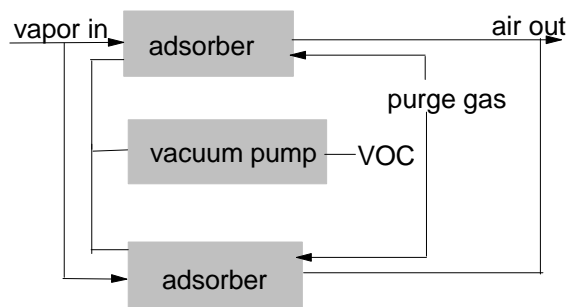 vapor in
air out
adsorber
purge gas
vacuum pump
VOC
adsorber